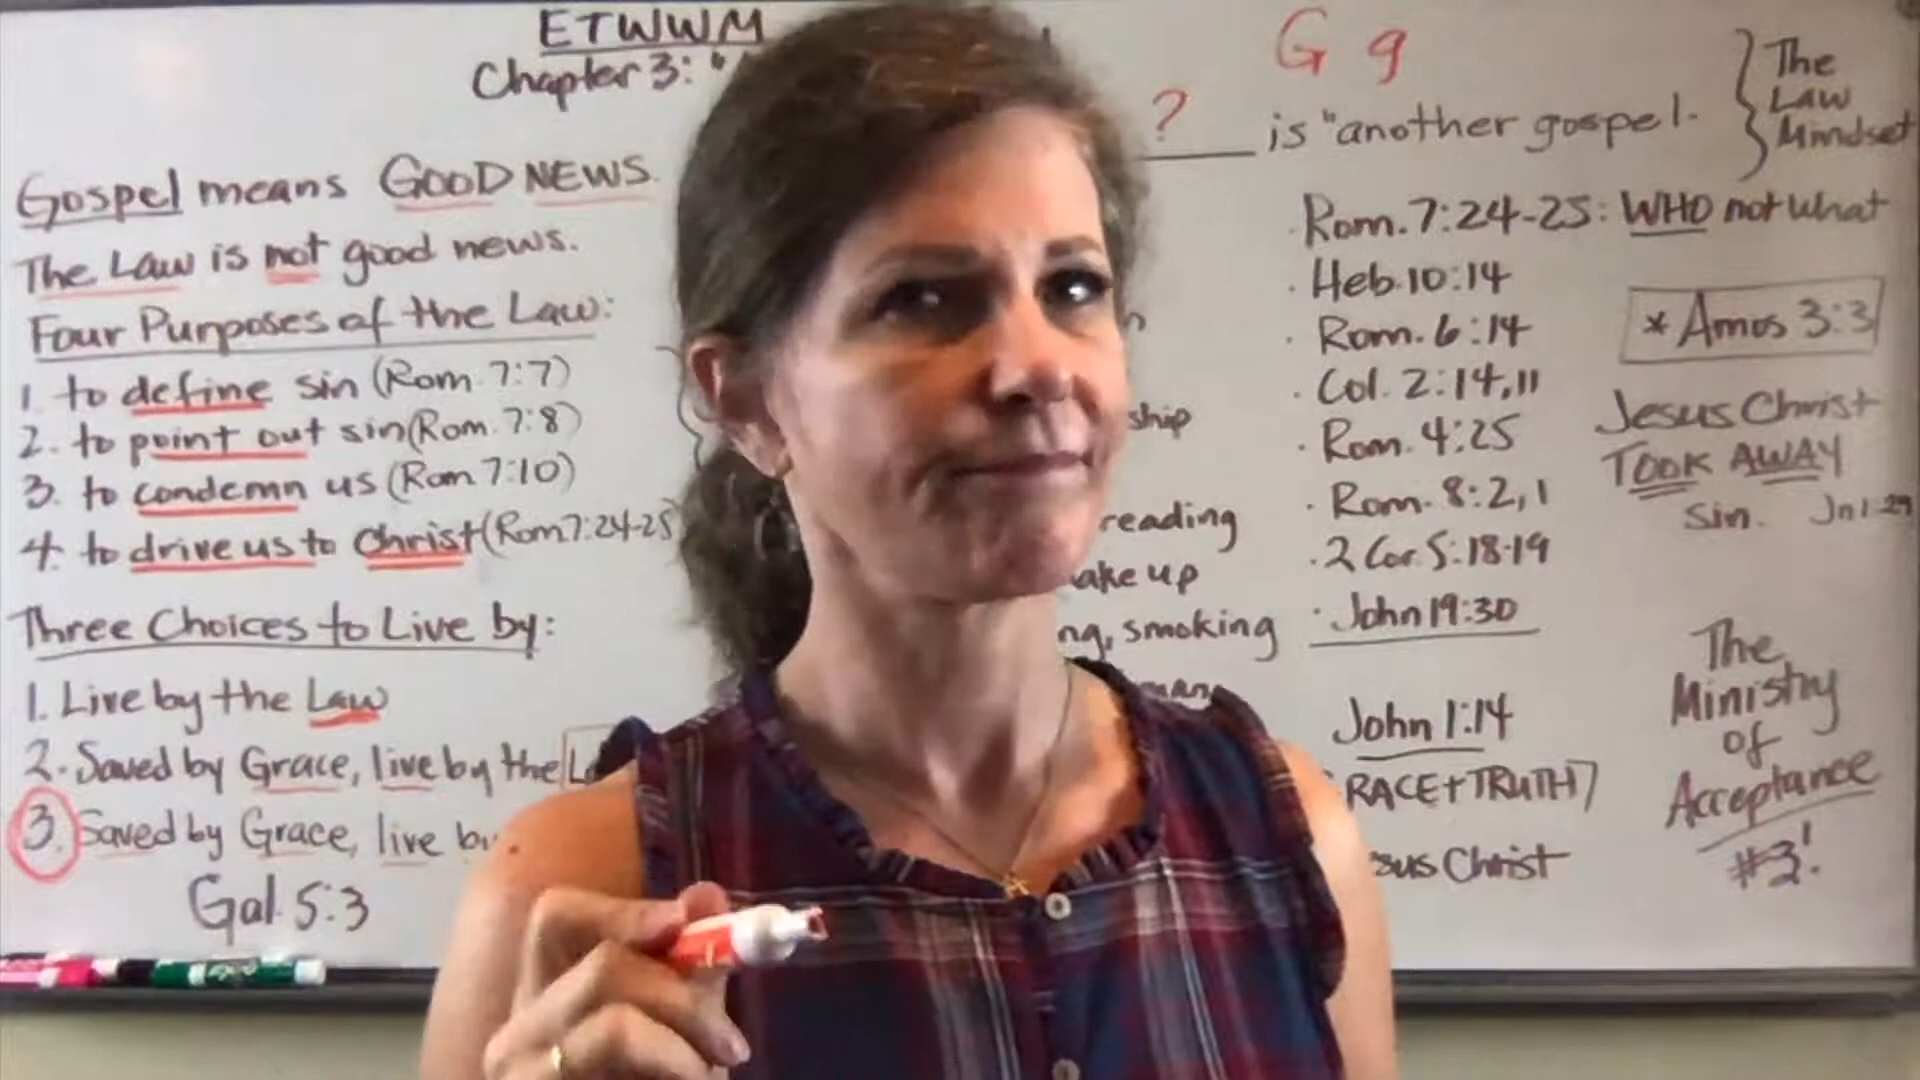 ETWWM
Chapter 3: "
G g
? is "another gospel.
The
Law
Mindset
Gospel means GOOD NEWS.
The Law is not good news.
Four Purposes of the Law:
1. to define sin (Rom. 7:7)
2. to point out sin (Rom. 7:8)
3. to condemn us (Rom 7:10)
4. to drive us to Christ (Rom 7:24-25)
Three Choices to Live by:
1. Live by the Law
2. Saved by Grace, live by the
3. Saved by Grace, live
Gal. 5:3
reading
up
smoking
Rom. 7:24-25: WHO not what
Heb. 10:14
Rom. 6:14
Col. 2:14,11
Rom. 4:25
Rom. 8:2,1
2 Cor. 5:18-19
John 19:30
John 1:14
RACE + TRUTH
sus Christ
* Amos 3:3
Jesus Christ
TOOK AWAY
Sin. Jn 1:29
The
Ministry
of
Acceptance